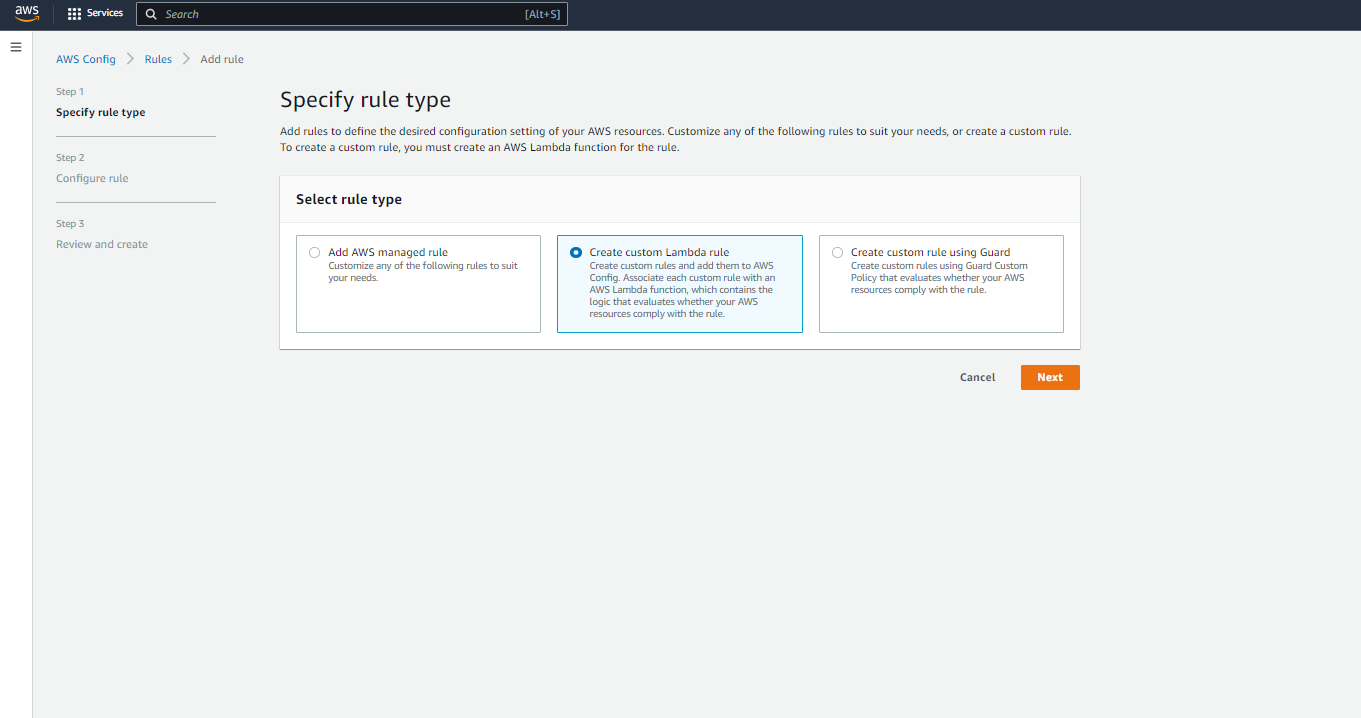 aws
Services
Search
[Alt+S]
AWS Config
Rules
Add rule
Step 1
Specify rule type
Step 2
Configure rule
Step 3
Review and create
Specify rule type
Add rules to define the desired configuration setting of your AWS resources. Customize any of the following rules to suit your needs, or create a custom rule.
To create a custom rule, you must create an AWS Lambda function for the rule.
Select rule type
Add AWS managed rule
Customize any of the following rules to suit
your needs.
Create custom Lambda rule
Create custom rules and add them to AWS
Config. Associate each custom rule with an
AWS Lambda function, which contains the
logic that evaluates whether your AWS
resources comply with the rule.
Create custom rule using Guard
Create custom rules using Guard Custom
Policy that evaluates whether your AWS
resources comply with the rule.
Cancel
Next